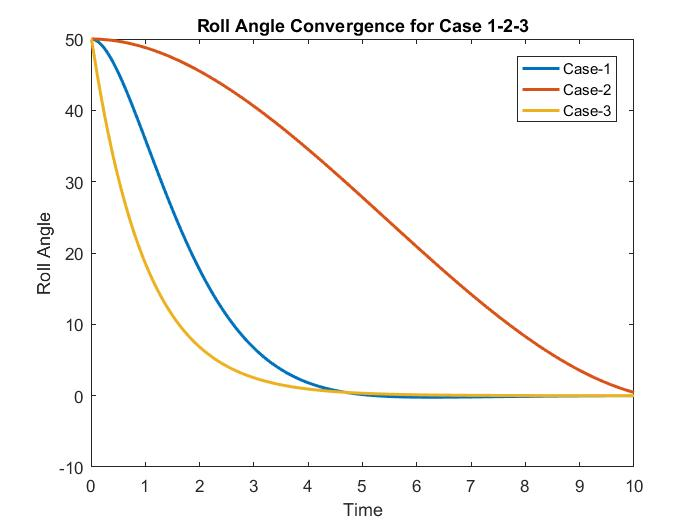 Roll Angle Convergence for Case 1-2-3
50
40
30
20
10
0
-10
Roll Angle
Case-1
Case-2
Case-3
0 1 2 3 4 5 6 7 8 9 10
Time